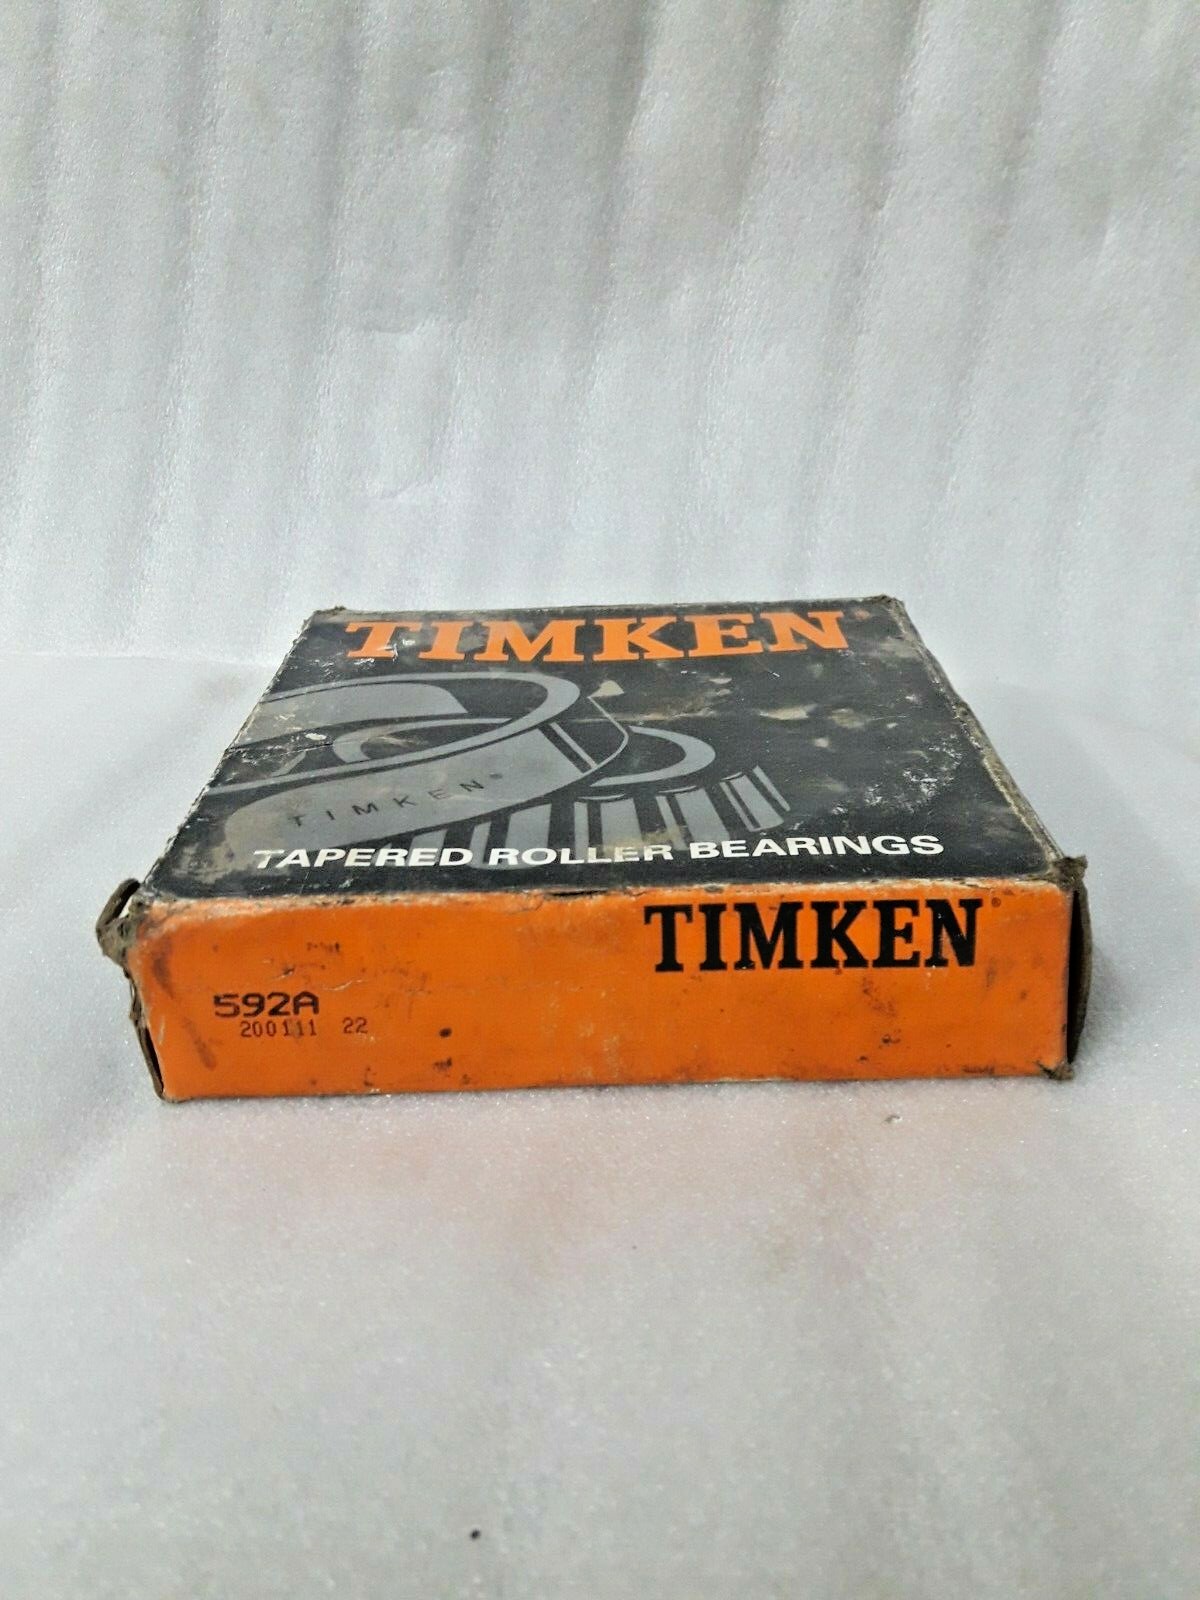 TIMKEN®
TIMKEN®
TAPERED ROLLER BEARINGS
TIMKEN®
592A
200111 22